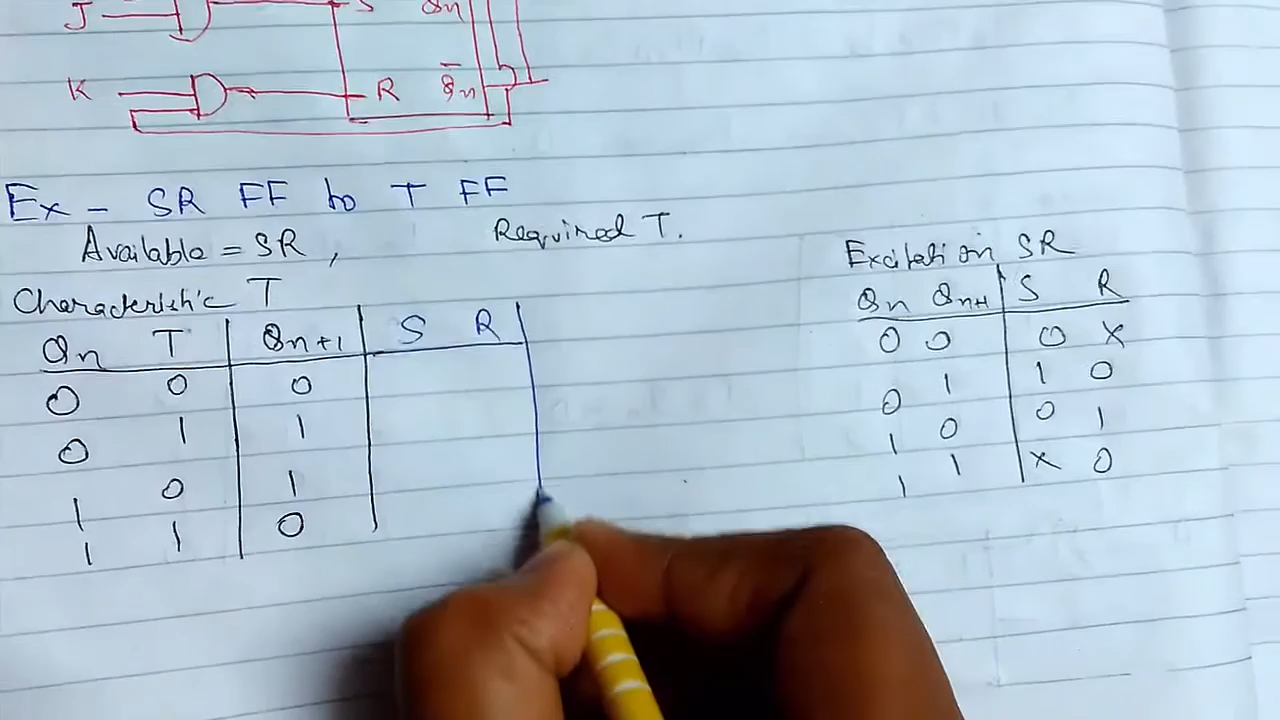 J S Qn
K R Q̅n
Ex - SR FF to T FF
Available = SR , Required T.
Characteristic T
Qn T Qn+1 S R
0 0 0
0 1 1
1 0 1
1 1 0
Excitation SR
Qn Qn+1 S R
0 0 0 X
0 1 1 0
1 0 0 1
1 1 X 0